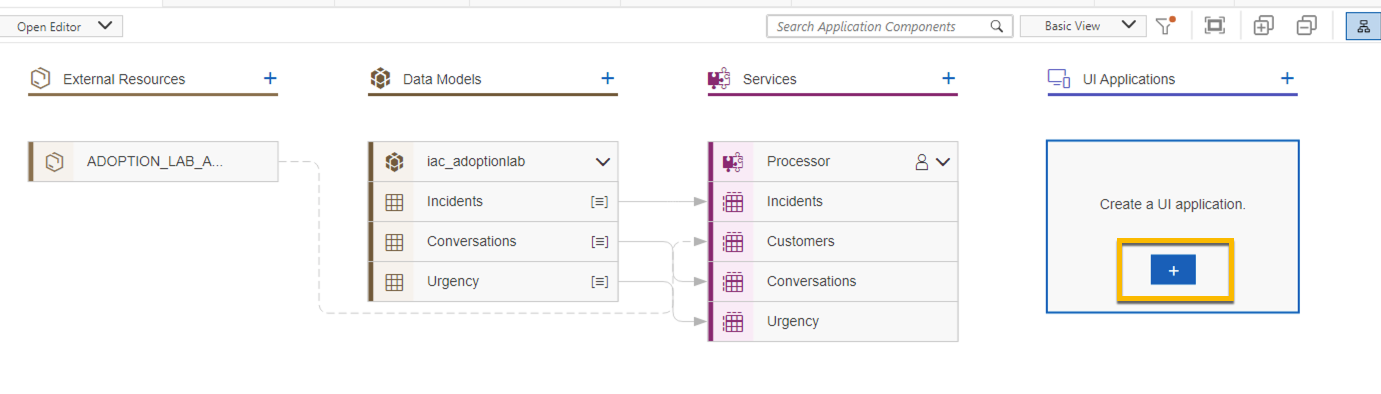 Open Editor
Search Application Components
Basic View
External Resources
Data Models
Services
UI Applications
ADOPTION_LAB_A...
iac_adoptionlab
Incidents
Conversations
Urgency
Processor
Incidents
Customers
Conversations
Urgency
Create a UI application.